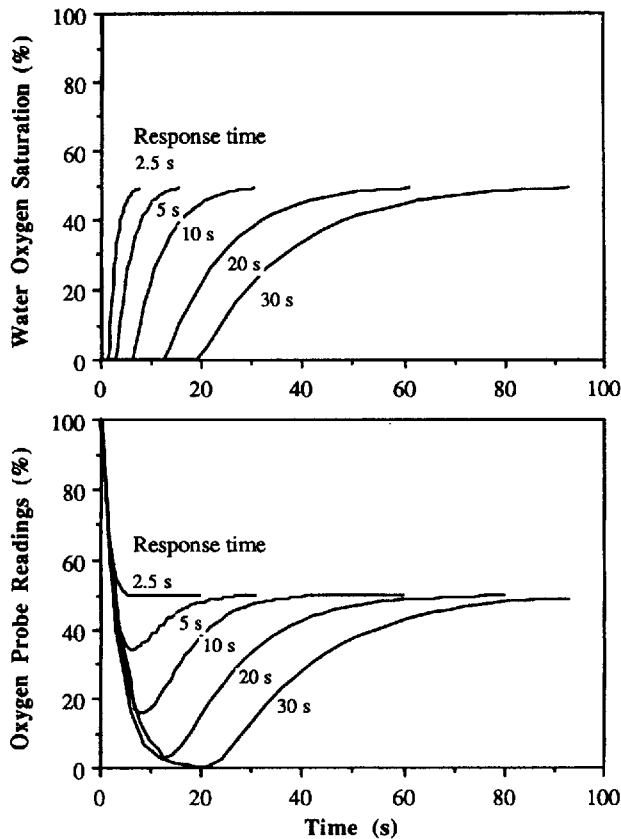 Water Oxygen Saturation (%)
100
80
60
40
20
0
Response time
2.5 s
5 s
10 s
20 s
30 s
0 20 40 60 80 100
Oxygen Probe Readings (%)
100
80
60
40
20
0
Response time
2.5 s
5 s
10 s
20 s
30 s
0 20 40 60 80 100
Time (s)